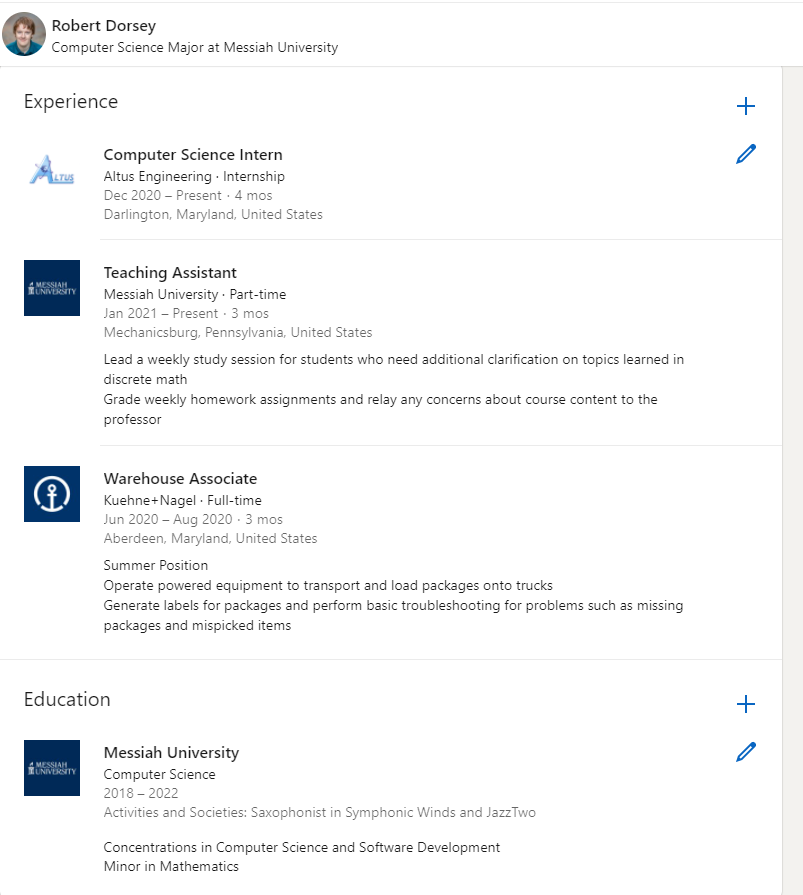 Robert Dorsey
Computer Science Major at Messiah University
Experience
Computer Science Intern
ALTUS
Altus Engineering · Internship
Dec 2020 – Present · 4 mos
Darlington, Maryland, United States
Teaching Assistant
MESSIAH
UNIVERSITY
Messiah University · Part-time
Jan 2021 – Present · 3 mos
Mechanicsburg, Pennsylvania, United States
Lead a weekly study session for students who need additional clarification on topics learned in
discrete math
Grade weekly homework assignments and relay any concerns about course content to the
professor
Warehouse Associate
Kuehne+Nagel · Full-time
Jun 2020 – Aug 2020 · 3 mos
Aberdeen, Maryland, United States
Summer Position
Operate powered equipment to transport and load packages onto trucks
Generate labels for packages and perform basic troubleshooting for problems such as missing
packages and mispicked items
Education
Messiah University
MESSIAH
UNIVERSITY
Computer Science
2018 – 2022
Activities and Societies: Saxophonist in Symphonic Winds and JazzTwo
Concentrations in Computer Science and Software Development
Minor in Mathematics